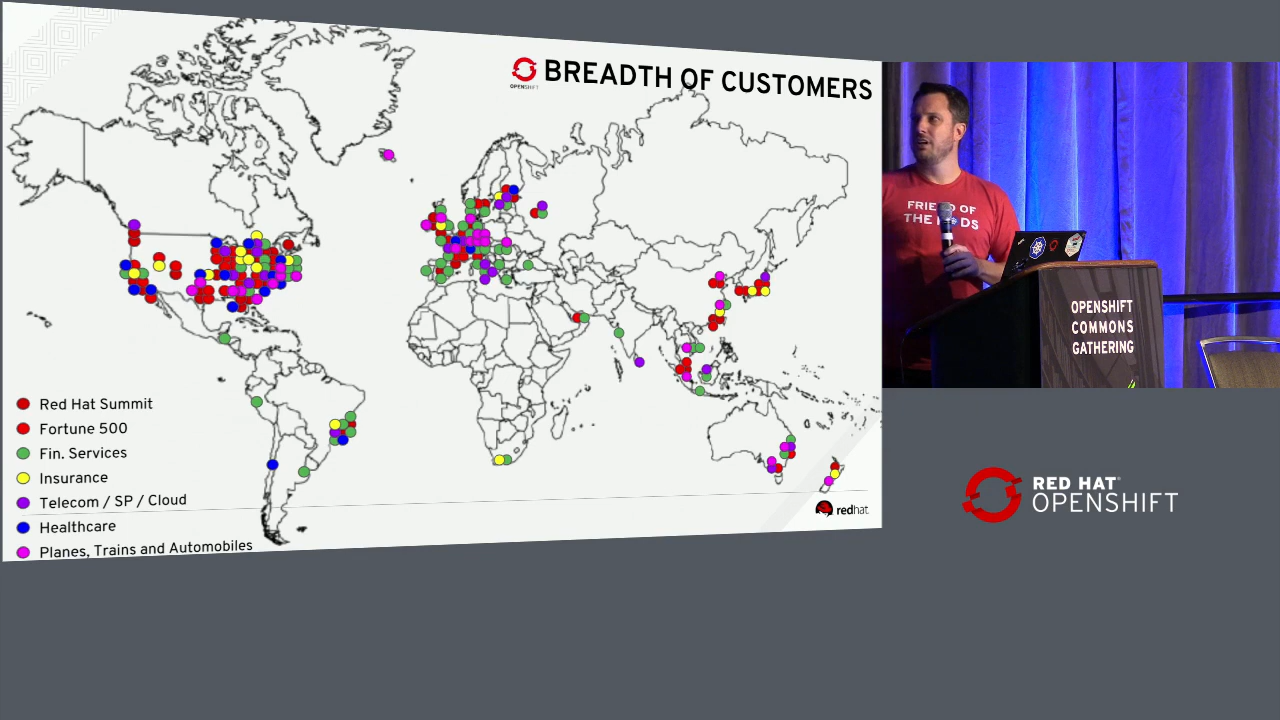 OPENSHIFT
BREADTH OF CUSTOMERS
Red Hat Summit
Fortune 500
Fin. Services
Insurance
Telecom / SP / Cloud
Healthcare
Planes, Trains and Automobiles
redhat.
FRIEND OF
THE PODS
OPENSHIFT
COMMONS
GATHERING
RED HAT®
OPENSHIFT